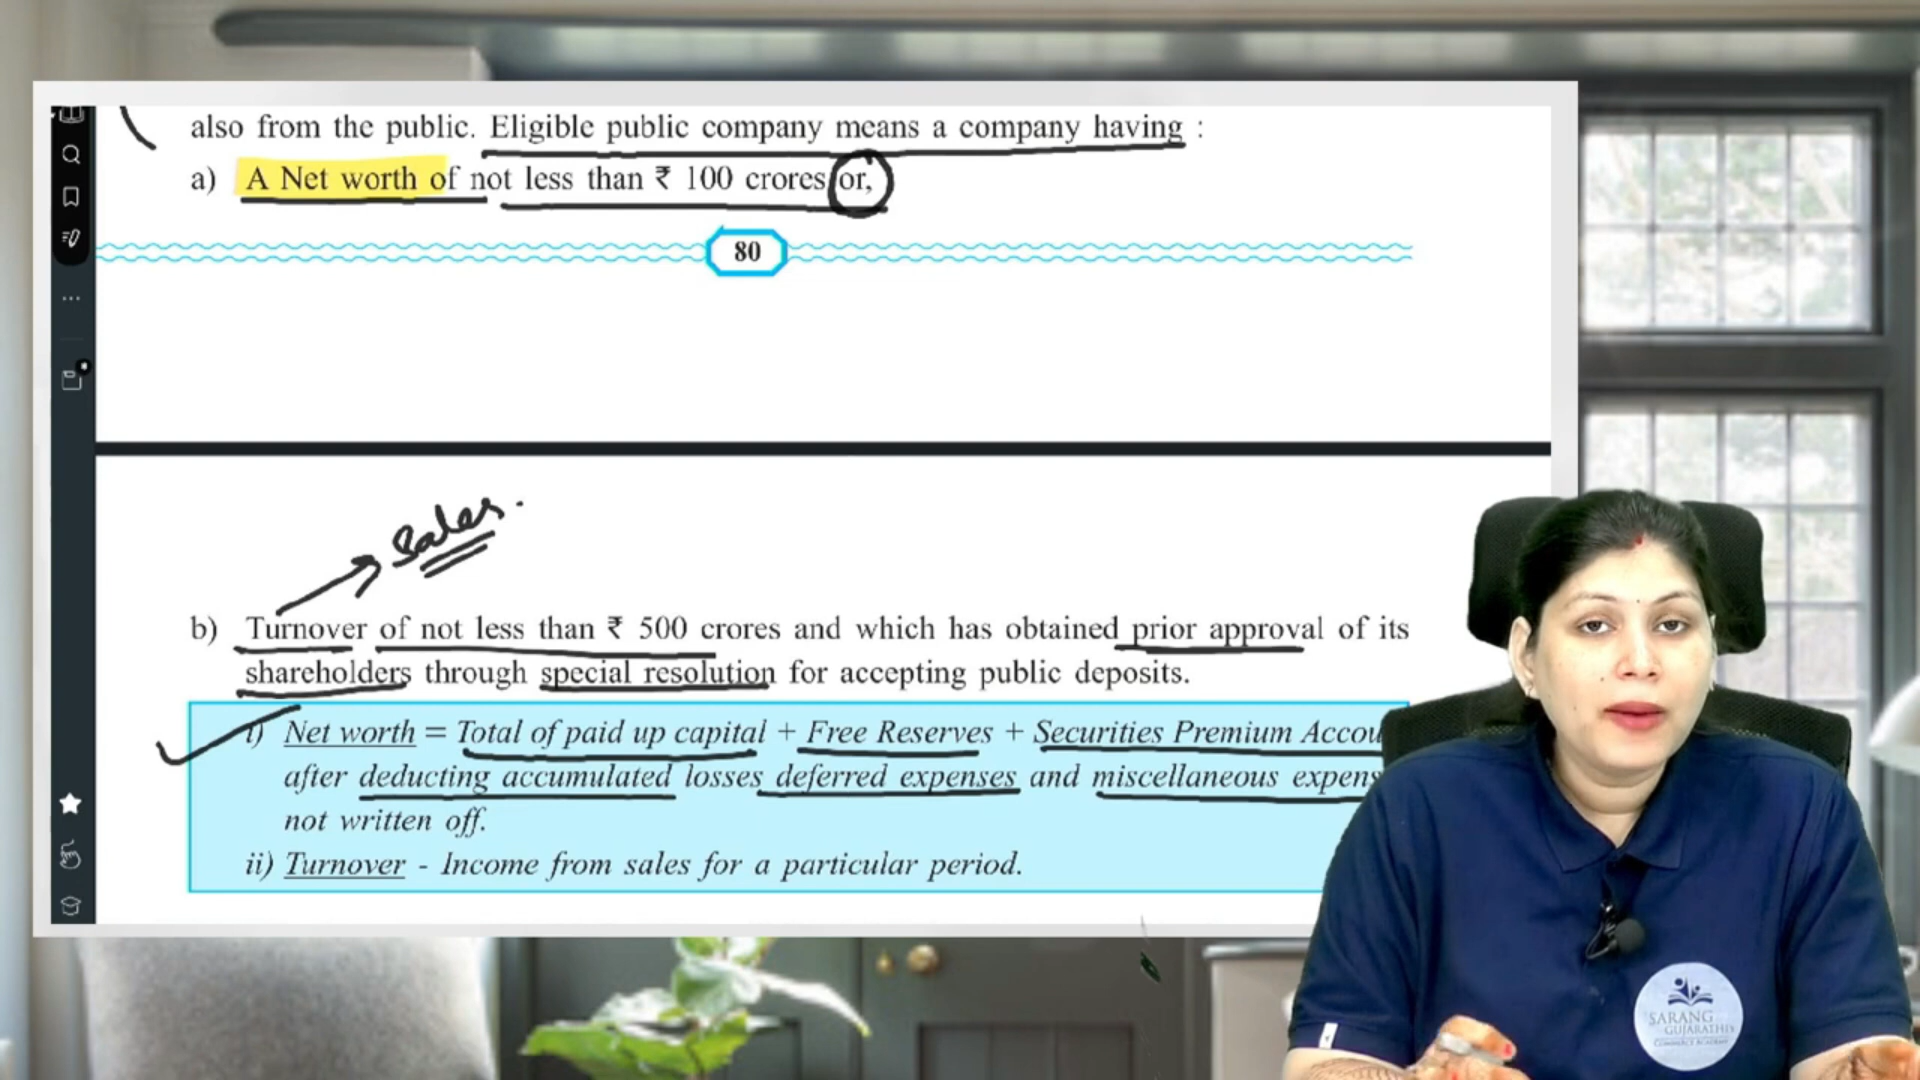 also from the public. Eligible public company means a company having :
a) A Net worth of not less than ₹ 100 crores or,
80
Sales.
b) Turnover of not less than ₹ 500 crores and which has obtained prior approval of its
shareholders through special resolution for accepting public deposits.
i) Net worth = Total of paid up capital + Free Reserves + Securities Premium Accou
after deducting accumulated losses deferred expenses and miscellaneous expens
not written off.
ii) Turnover - Income from sales for a particular period.
SARANG
GUJARATHI'S
COMMERCE ACADEMY